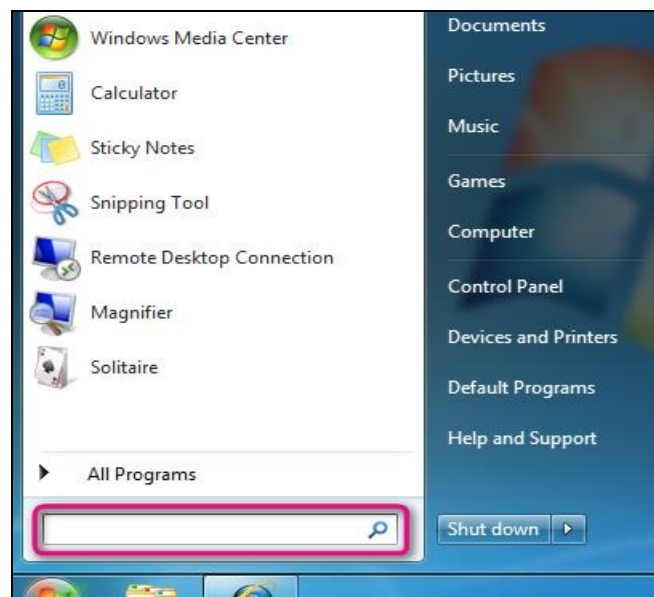 Windows Media Center
Calculator
Sticky Notes
Snipping Tool
Remote Desktop Connection
Magnifier
Solitaire
All Programs
Documents
Pictures
Music
Games
Computer
Control Panel
Devices and Printers
Default Programs
Help and Support
Shut down